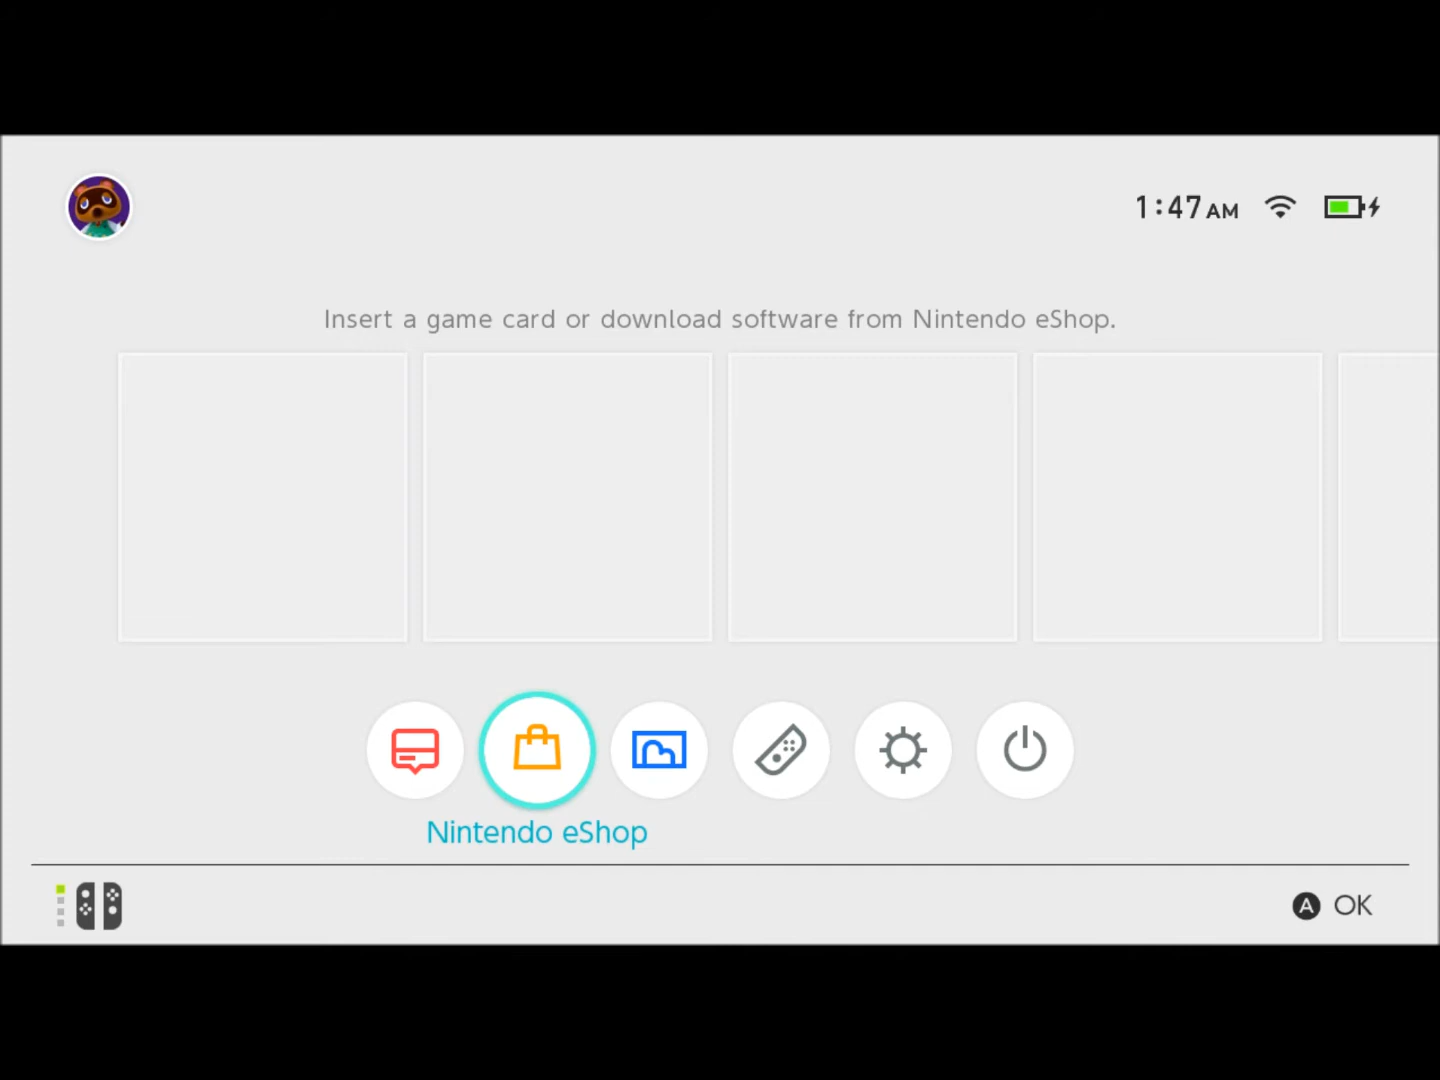 1:47 AM
Insert a game card or download software from Nintendo eShop.
Nintendo eShop
A OK